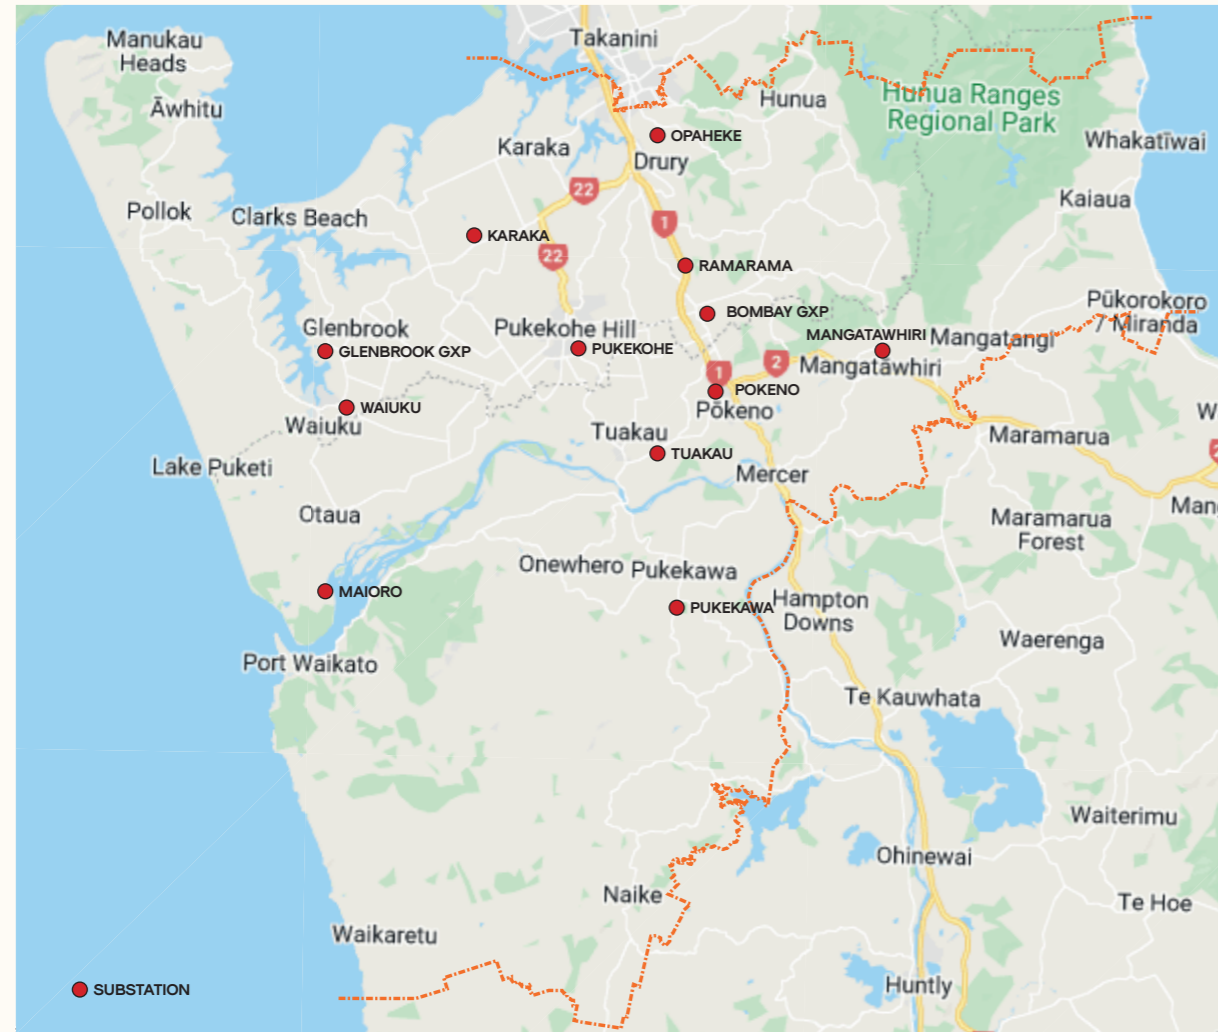 Manukau
Heads
Takanini
Āwhitu
Hunua
Hunua Ranges
Regional Park
OPAHEKE
Karaka
Drury
Whakatīwai
22
Kaiaua
Pollok
Clarks Beach
1
KARAKA
22
RAMARAMA
Pūkorokoro
/ Miranda
BOMBAY GXP
Glenbrook
Pukekohe Hill
MANGATAWHIRI
Mangatangi
GLENBROOK GXP
PUKEKOHE
2
Mangatāwhiri
1
POKENO
WAIUKU
Pōkeno
W
Waiuku
Tuakau
Maramarua
TUAKAU
Lake Puketi
Mercer
Man
Otaua
Maramarua
Forest
Onewhero
Pukekawa
MAIORO
PUKEKAWA
Hampton
Downs
Waerenga
Port Waikato
Te Kauwhata
Waiterimu
Ohinewai
Naike
Te Hoe
Waikaretu
SUBSTATION
Huntly